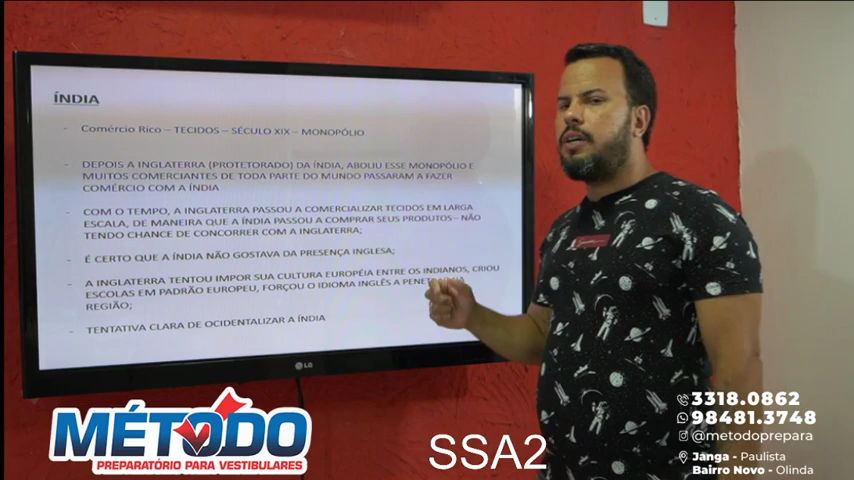 ÍNDIA
- Comércio Rico – TECIDOS – SÉCULO XIX – MONOPÓLIO
- DEPOIS A INGLATERRA (PROTETORADO) DA ÍNDIA, ABOLIU ESSE MONOPÓLIO E
MUITOS COMERCIANTES DE TODA PARTE DO MUNDO PASSARAM A FAZER
COMÉRCIO COM A ÍNDIA
- COM O TEMPO, A INGLATERRA PASSOU A COMERCIALIZAR TECIDOS EM LARGA
ESCALA, DE MANEIRA QUE A ÍNDIA PASSOU A COMPRAR SEUS PRODUTOS – NÃO
TENDO CHANCE DE CONCORRER COM A INGLATERRA;
- É CERTO QUE A ÍNDIA NÃO GOSTAVA DA PRESENÇA INGLESA;
- A INGLATERRA TENTOU IMPOR SUA CULTURA EUROPÉIA ENTRE OS INDIANOS, CRIOU
ESCOLAS EM PADRÃO EUROPEU, FORÇOU O IDIOMA INGLÊS A
REGIÃO;
- TENTATIVA CLARA DE OCIDENTALIZAR A ÍNDIA
LG
MÉTODO
PREPARATÓRIO PARA VESTIBULARES
SSA2
3318.0862
98481.3748
@metodoprepara
Janga - Paulista
Bairro Novo - Olinda